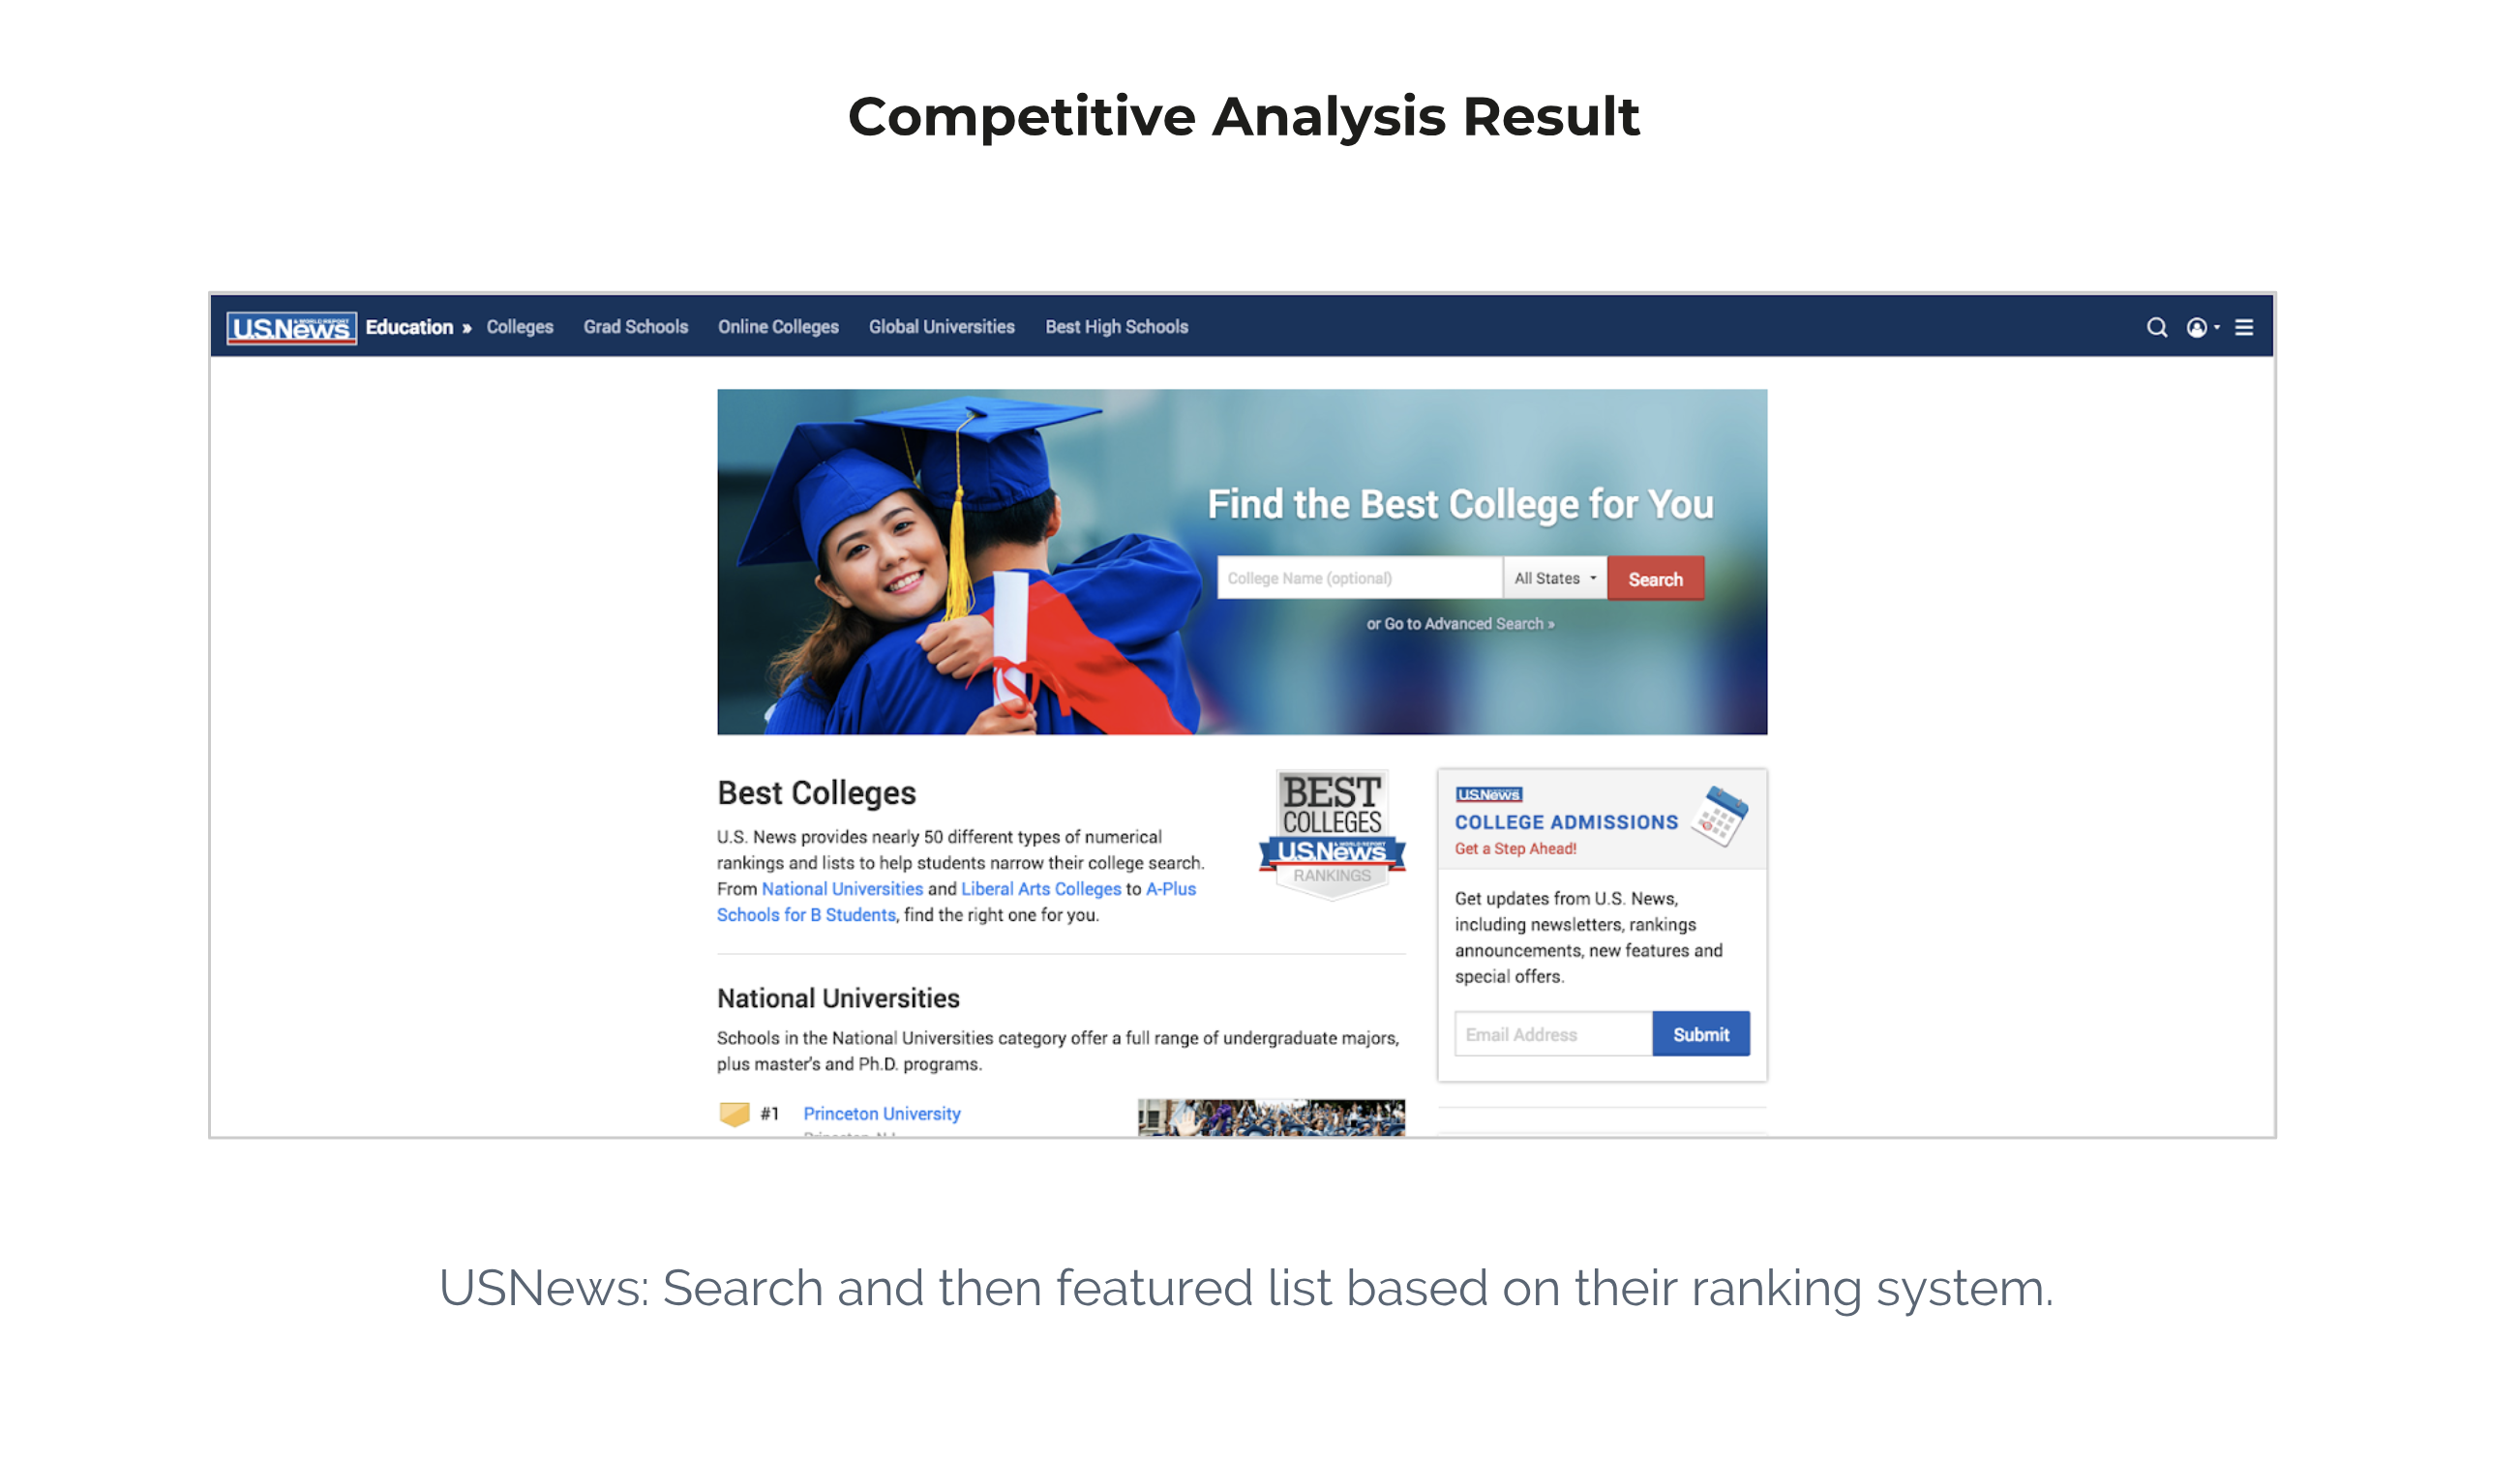 Competitive Analysis Result
U.S.News & WORLD REPORT Education » Colleges Grad Schools Online Colleges Global Universities Best High Schools
Find the Best College for You
College Name (optional) All States Search
or Go to Advanced Search »
Best Colleges
U.S. News provides nearly 50 different types of numerical
rankings and lists to help students narrow their college search.
From National Universities and Liberal Arts Colleges to A-Plus
Schools for B Students, find the right one for you.
BEST
COLLEGES
U.S.News & WORLD REPORT
RANKINGS
National Universities
Schools in the National Universities category offer a full range of undergraduate majors,
plus master's and Ph.D. programs.
#1 Princeton University
U.S.News
COLLEGE ADMISSIONS
Get a Step Ahead!
Get updates from U.S. News,
including newsletters, rankings
announcements, new features and
special offers.
Email Address Submit
USNews: Search and then featured list based on their ranking system.